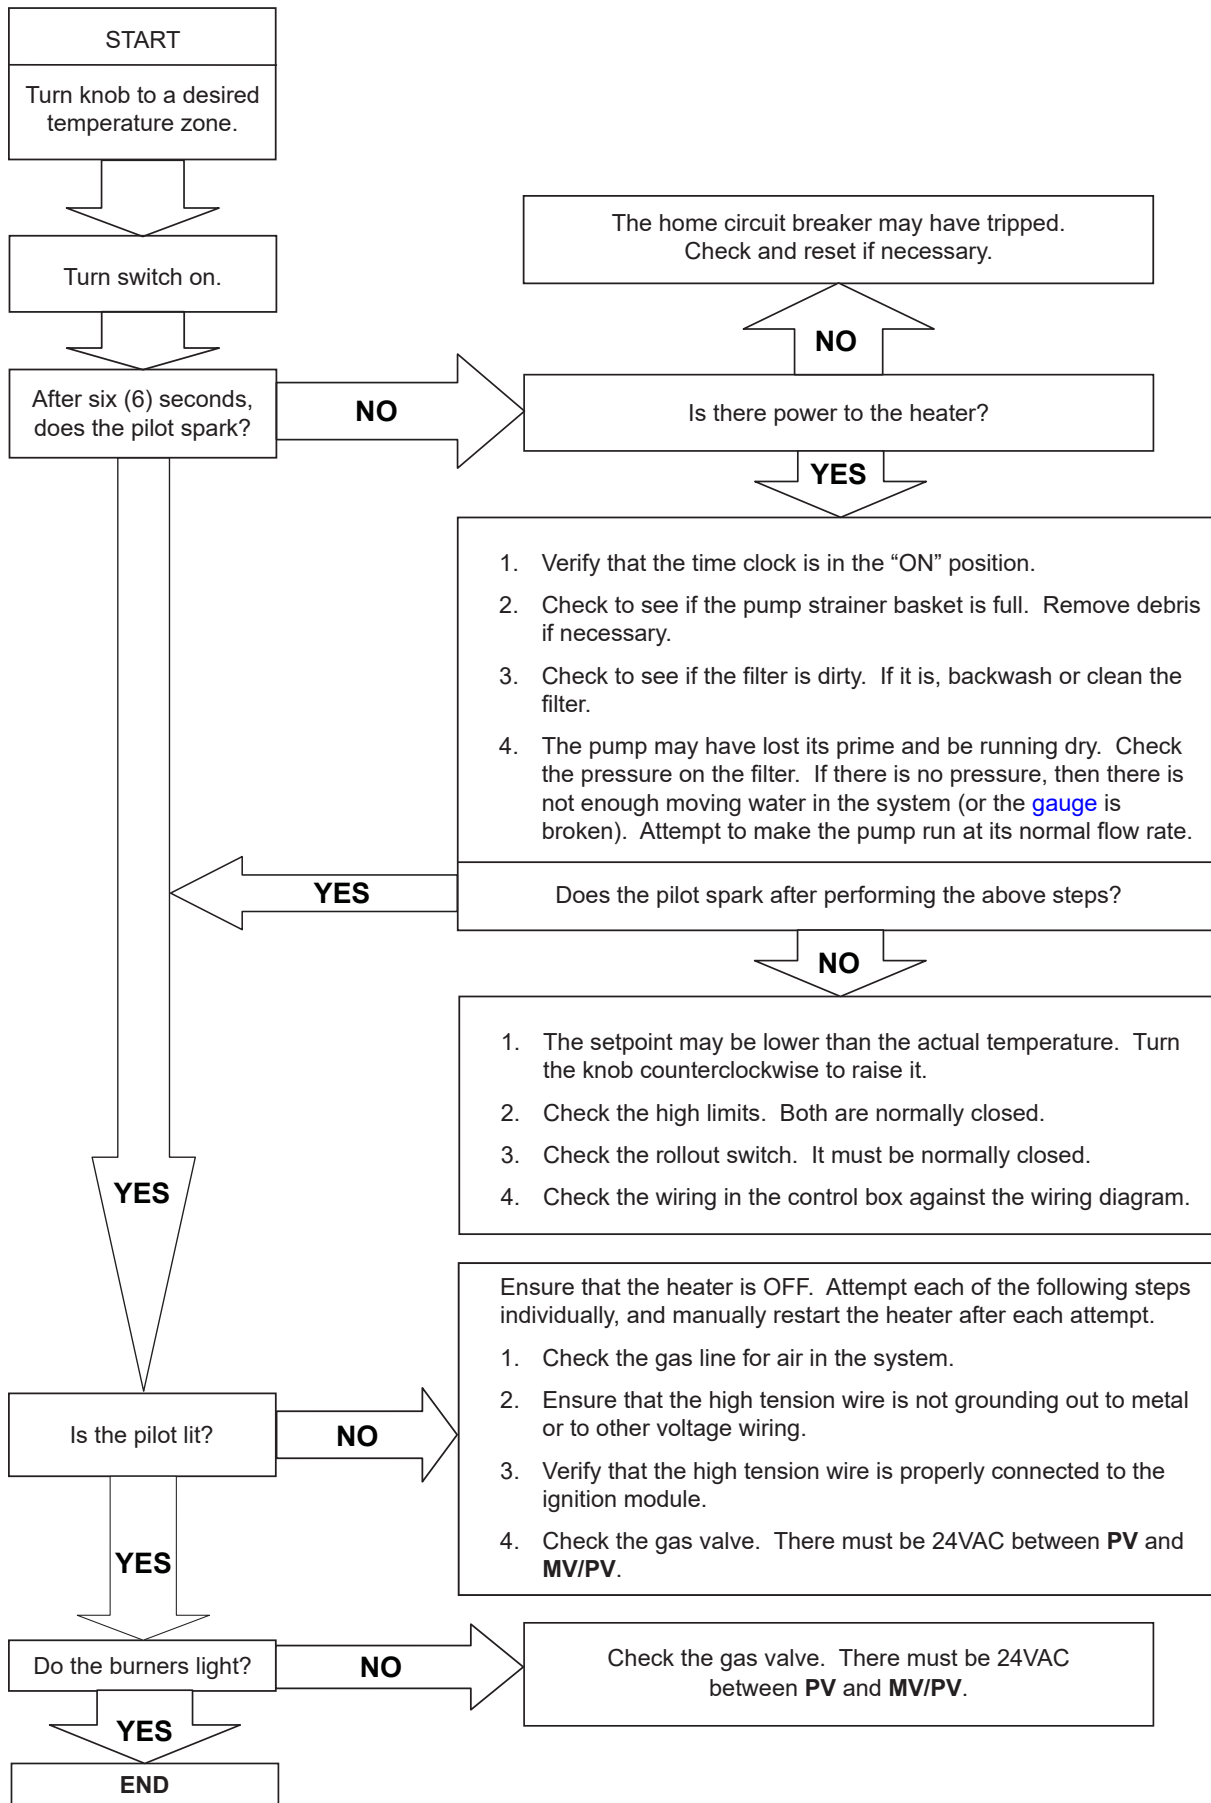 START
Turn knob to a desired
temperature zone.
Turn switch on.
After six (6) seconds,
does the pilot spark?
NO
Is there power to the heater?
NO
The home circuit breaker may have tripped.
Check and reset if necessary.
YES
1. Verify that the time clock is in the “ON” position.
2. Check to see if the pump strainer basket is full. Remove debris
if necessary.
3. Check to see if the filter is dirty. If it is, backwash or clean the
filter.
4. The pump may have lost its prime and be running dry. Check
the pressure on the filter. If there is no pressure, then there is
not enough moving water in the system (or the gauge is
broken). Attempt to make the pump run at its normal flow rate.
Does the pilot spark after performing the above steps?
YES
NO
1. The setpoint may be lower than the actual temperature. Turn
the knob counterclockwise to raise it.
2. Check the high limits. Both are normally closed.
3. Check the rollout switch. It must be normally closed.
4. Check the wiring in the control box against the wiring diagram.
YES
Is the pilot lit?
NO
Ensure that the heater is OFF. Attempt each of the following steps
individually, and manually restart the heater after each attempt.
1. Check the gas line for air in the system.
2. Ensure that the high tension wire is not grounding out to metal
or to other voltage wiring.
3. Verify that the high tension wire is properly connected to the
ignition module.
4. Check the gas valve. There must be 24VAC between PV and
MV/PV.
YES
Do the burners light?
NO
Check the gas valve. There must be 24VAC
between PV and MV/PV.
YES
END